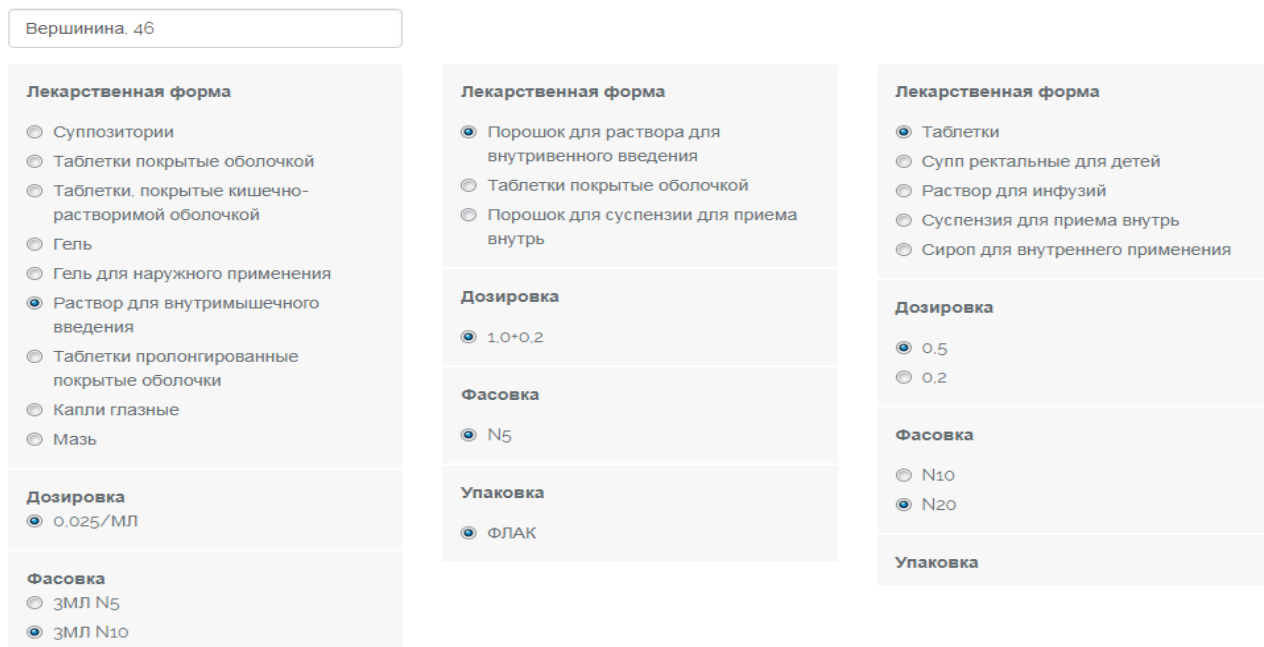 Вершинина, 46
Лекарственная форма
Суппозитории
Таблетки покрытые оболочкой
Таблетки, покрытые кишечно-
растворимой оболочкой
Гель
Гель для наружного применения
Раствор для внутримышечного
введения
Таблетки пролонгированные
покрытые оболочки
Капли глазные
Мазь
Дозировка
0,025/МЛ
Фасовка
3МЛ N5
3МЛ N10
Лекарственная форма
Порошок для раствора для
внутривенного введения
Таблетки покрытые оболочкой
Порошок для суспензии для приема
внутрь
Дозировка
1,0+0,2
Фасовка
N5
Упаковка
ФЛАК
Лекарственная форма
Таблетки
Супп ректальные для детей
Раствор для инфузий
Суспензия для приема внутрь
Сироп для внутреннего применения
Дозировка
0,5
0,2
Фасовка
N10
N20
Упаковка